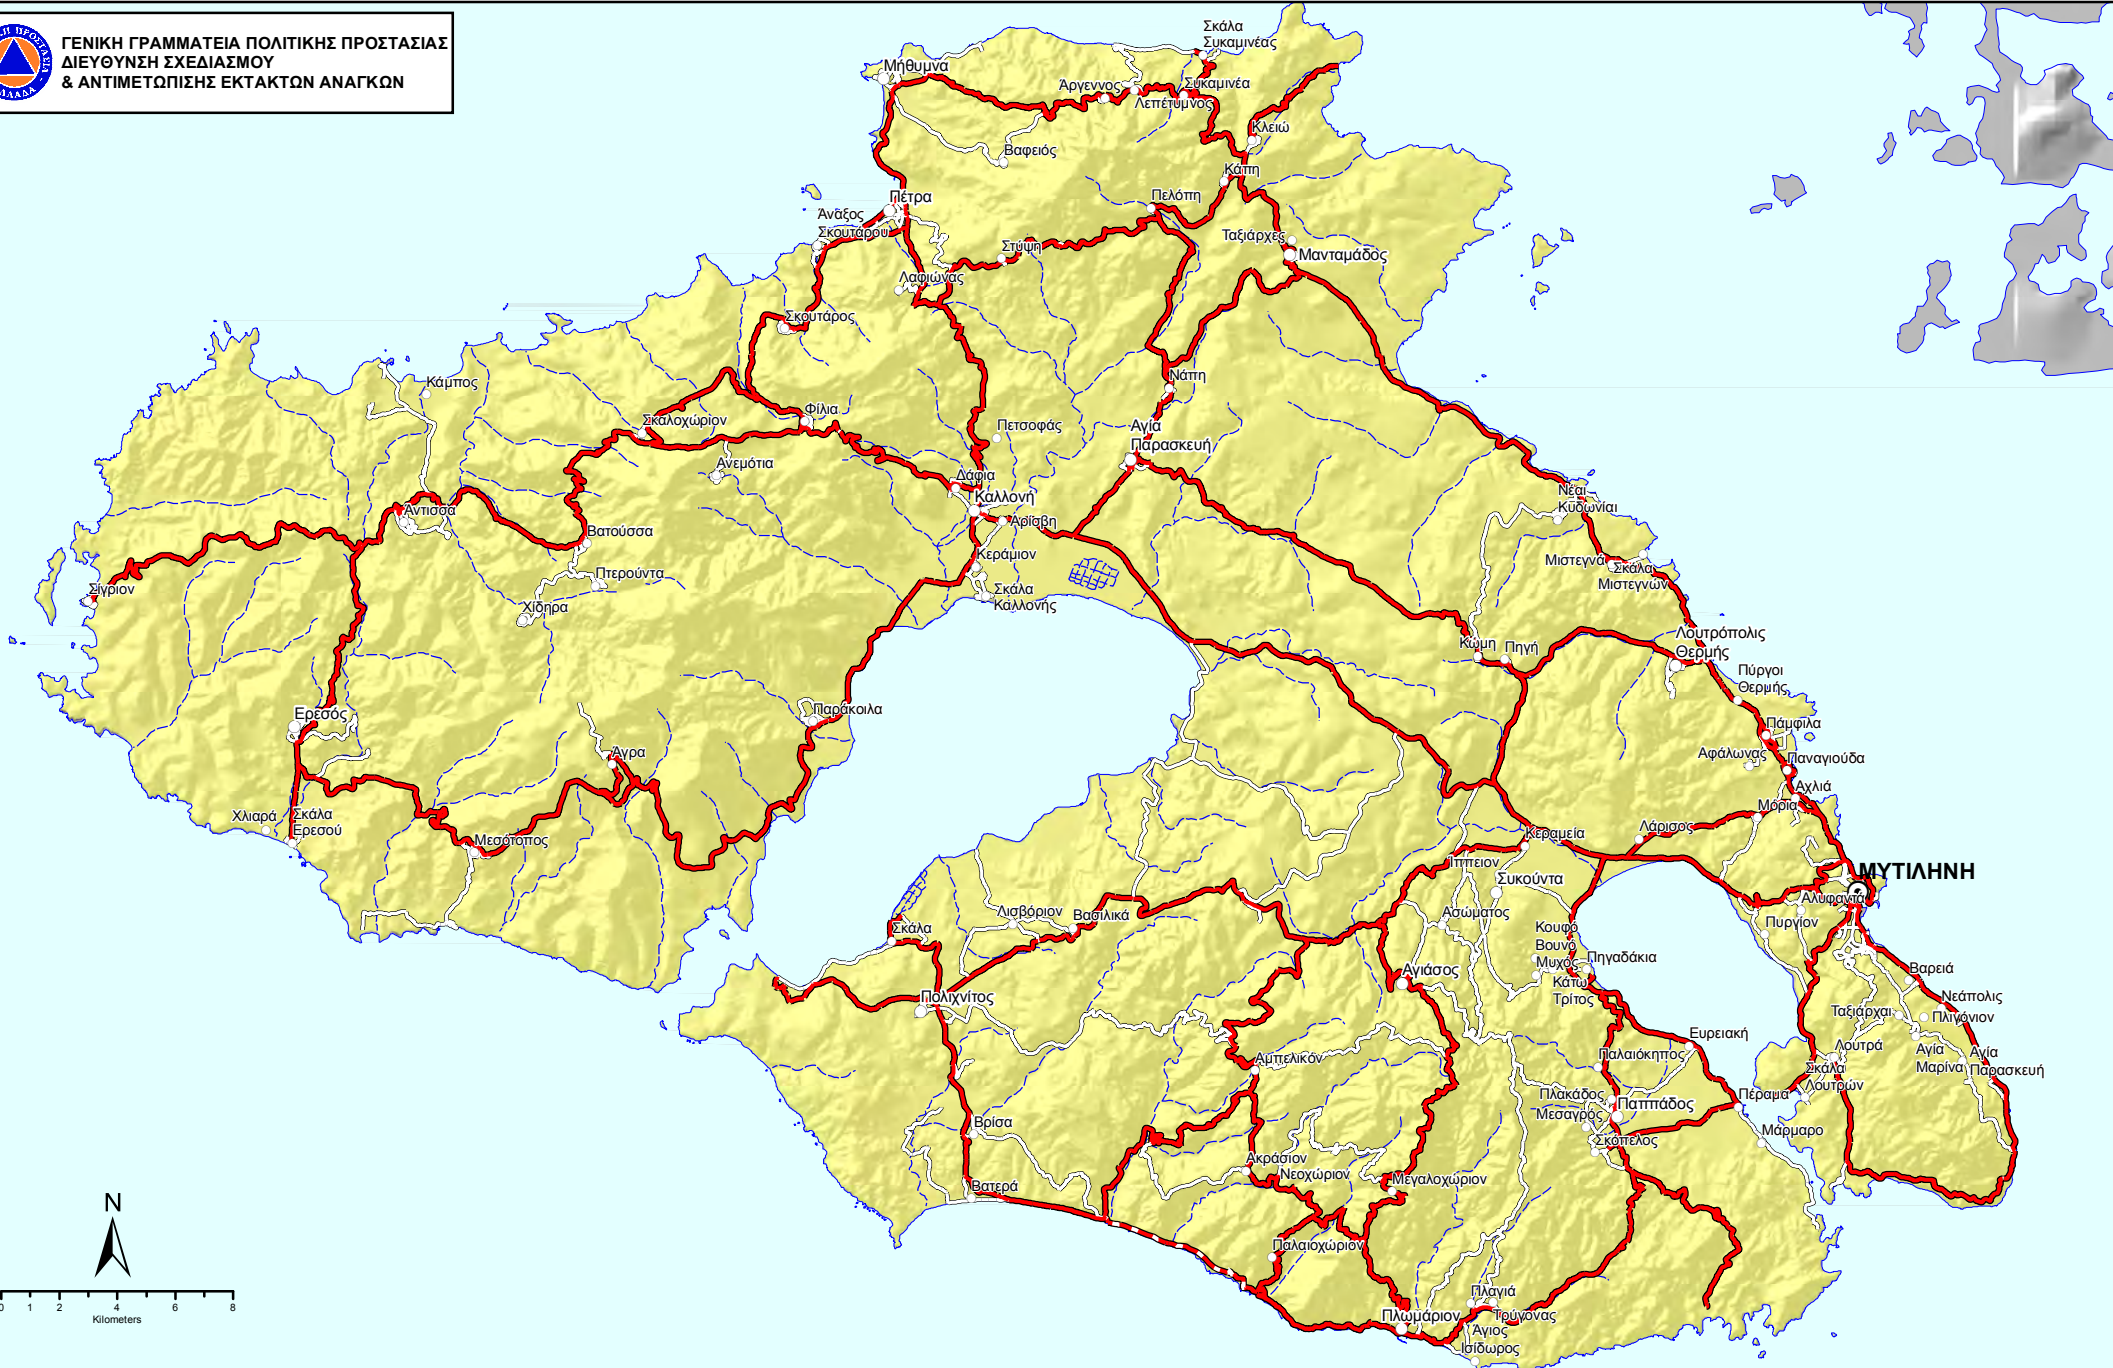 ΓΕΝΙΚΗ ΓΡΑΜΜΑΤΕΙΑ ΠΟΛΙΤΙΚΗΣ ΠΡΟΣΤΑΣΙΑΣ
ΔΙΕΥΘΥΝΣΗ ΣΧΕΔΙΑΣΜΟΥ
& ΑΝΤΙΜΕΤΩΠΙΣΗΣ ΕΚΤΑΚΤΩΝ ΑΝΑΓΚΩΝ
Σκάλα
Συκαμινέας
Μήθυμνα
Άργεννος
Συκαμινέα
Λεπέτυμνος
Κλειώ
Βαφειός
Κάπη
Πέτρα
Πελόπη
Άναξος
Σκουτάρου
Ταξιάρχες
Στύψη
Μανταμάδος
Λαφιώνας
Σκουτάρος
Κάμπος
Νάπη
Φίλια
Σκαλοχώριον
Πετσοφάς
Αγία
Παρασκευή
Ανεμότια
Δάφια
Καλλονή
Νέαι
Κυδωνίαι
Άντισσα
Αρίσβη
Βατούσσα
Κεράμιον
Μιστεγνά
Σκάλα
Μιστεγνών
Πτερούντα
Σίγριον
Σκάλα
Καλλονής
Χίδηρα
Λουτρόπολις
Θερμής
Κώμη
Πηγή
Πύργοι
Θερμής
Ερεσός
Παράκοιλα
Πάμφιλα
Άγρα
Αφάλωνας
Παναγιούδα
Αχλιά
Μόρια
Χλιαρά
Σκάλα
Ερεσού
Μεσότοπος
Κεραμεία
Λάρισος
Ίππειον
ΜΥΤΙΛΗΝΗ
Συκούντα
Αλυφαντά
Λισβόριον
Βασιλικά
Ασώματος
Πυργίον
Σκάλα
Κουφό
Βουνό
Μυχός
Πηγαδάκια
Κάτω
Τρίτος
Αγιάσος
Βαρειά
Πολιχνίτος
Νεάπολις
Ταξιάρχαι
Πλιγόνιον
Ευρειακή
Λουτρά
Αγία
Μαρίνα
Αγία
Παρασκευή
Αμπελικόν
Παλαιόκηπος
Σκάλα
Λουτρών
Πλακάδος
Πέραμα
Παππάδος
Μεσαγρός
Βρίσα
Σκόπελος
Μάρμαρο
Ακράσιον
Νεοχώριον
Μεγαλοχώριον
Βατερά
N
Παλαιοχώριον
Πλαγιά
Πλωμάριον
Τρύγονας
Άγιος
Ισίδωρος
0 1 2 4 6 8
Kilometers